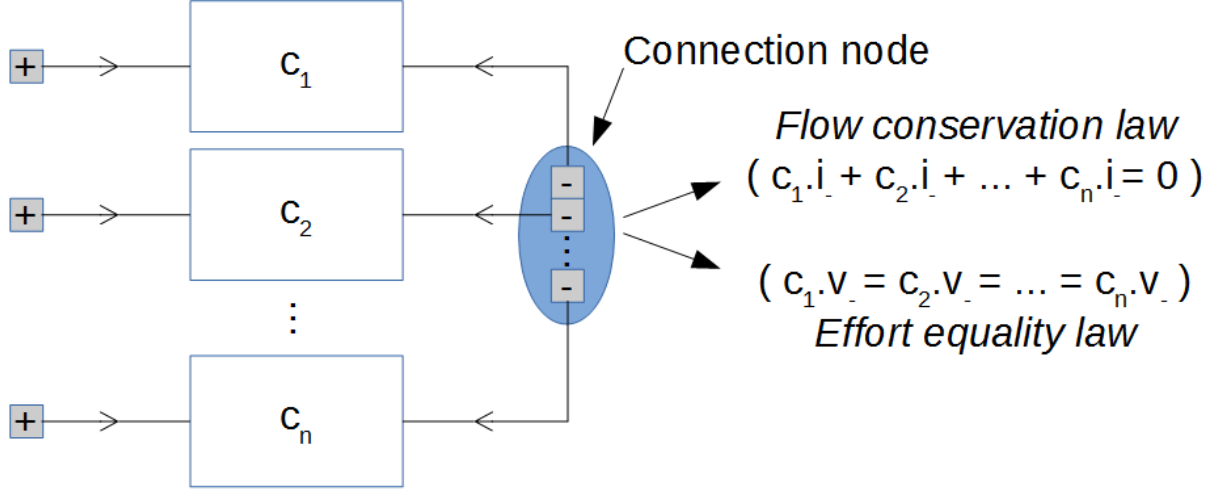 +
c₁
Connection node
Flow conservation law
( c₁.i₋ + c₂.i₋ + ... + cₙ.i₋ = 0 )
-
+
c₂
-
⋮
( c₁.v₋ = c₂.v₋ = ... = cₙ.v₋ )
-
Effort equality law
⋮
+
cₙ